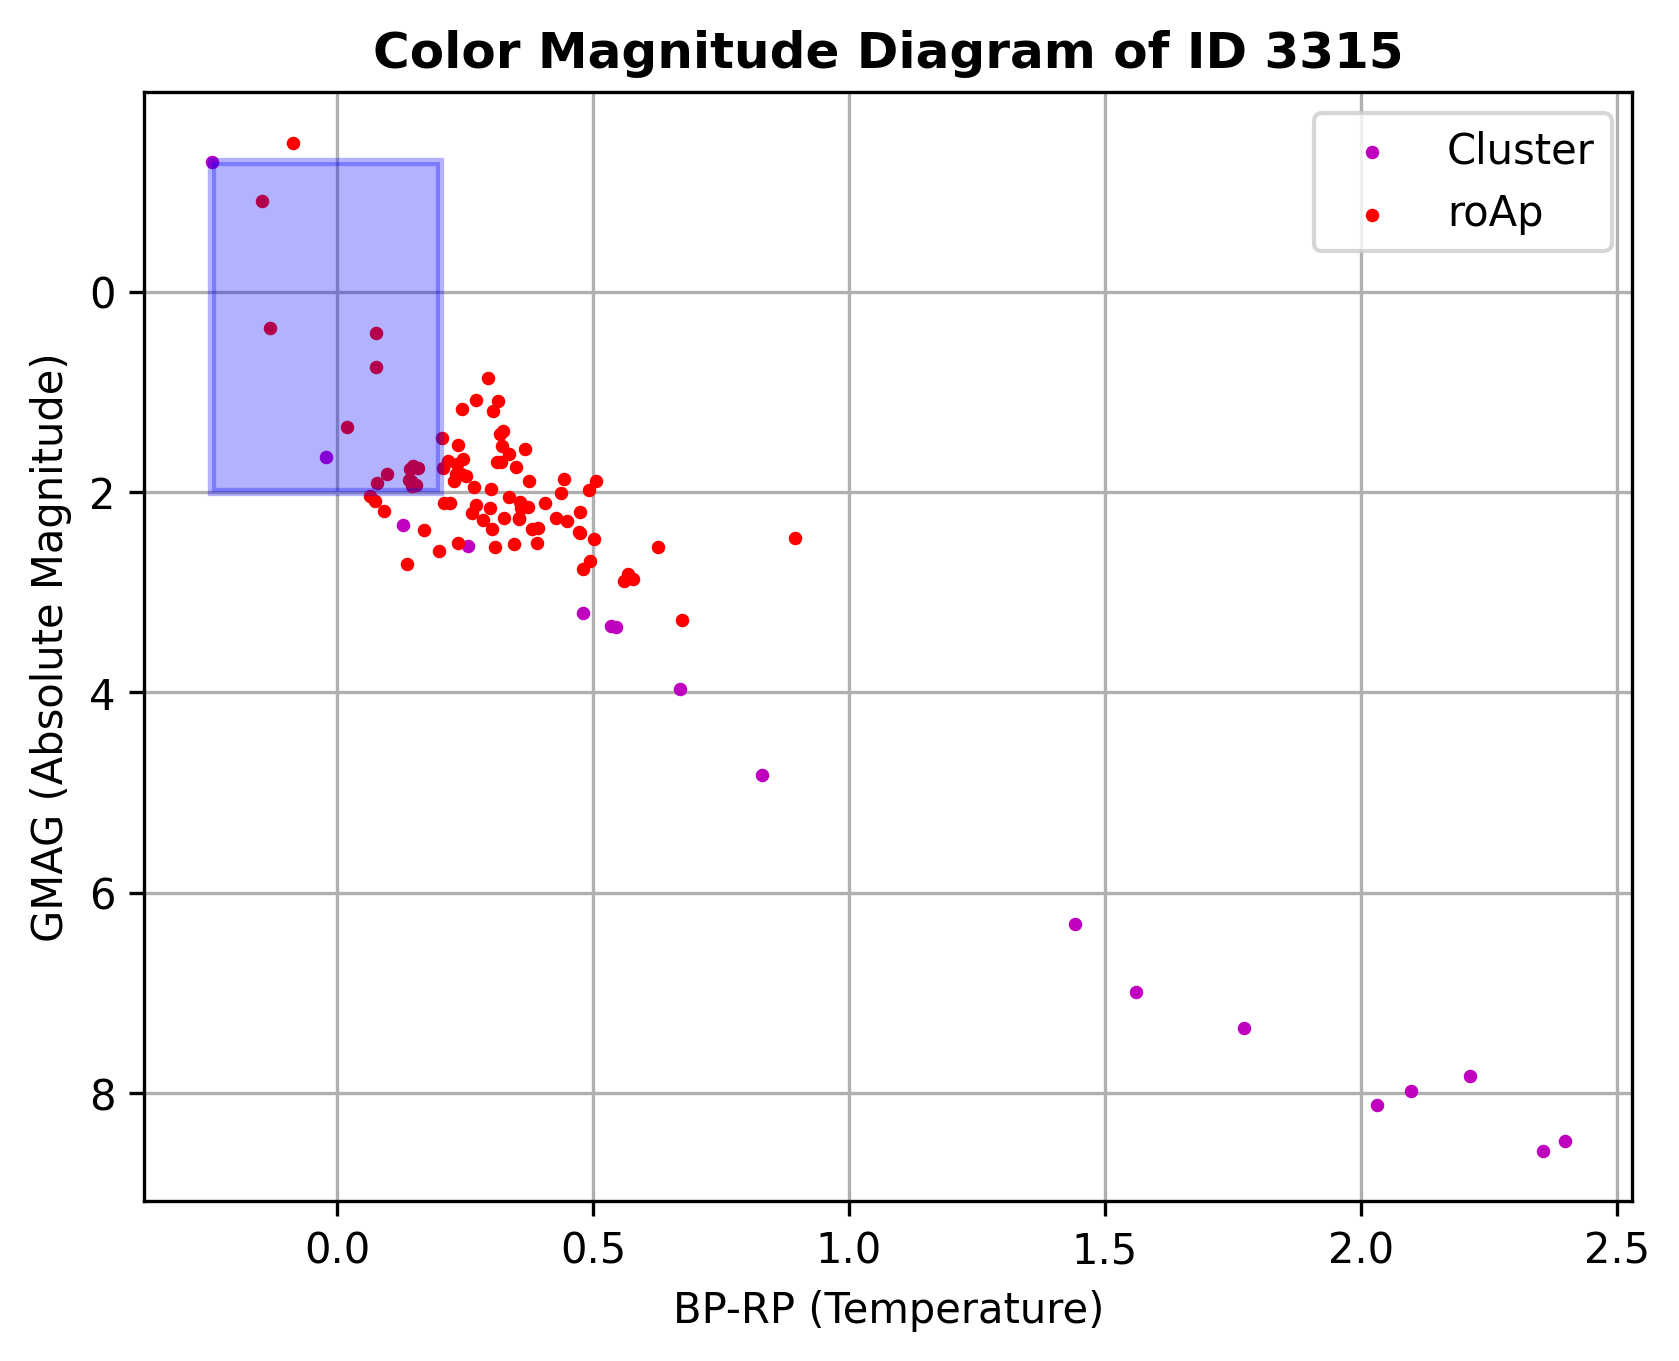 Color Magnitude Diagram of ID 3315
Cluster
roAp
0
2
4
6
8
GMAG (Absolute Magnitude)
0.0 0.5 1.0 1.5 2.0 2.5
BP-RP (Temperature)